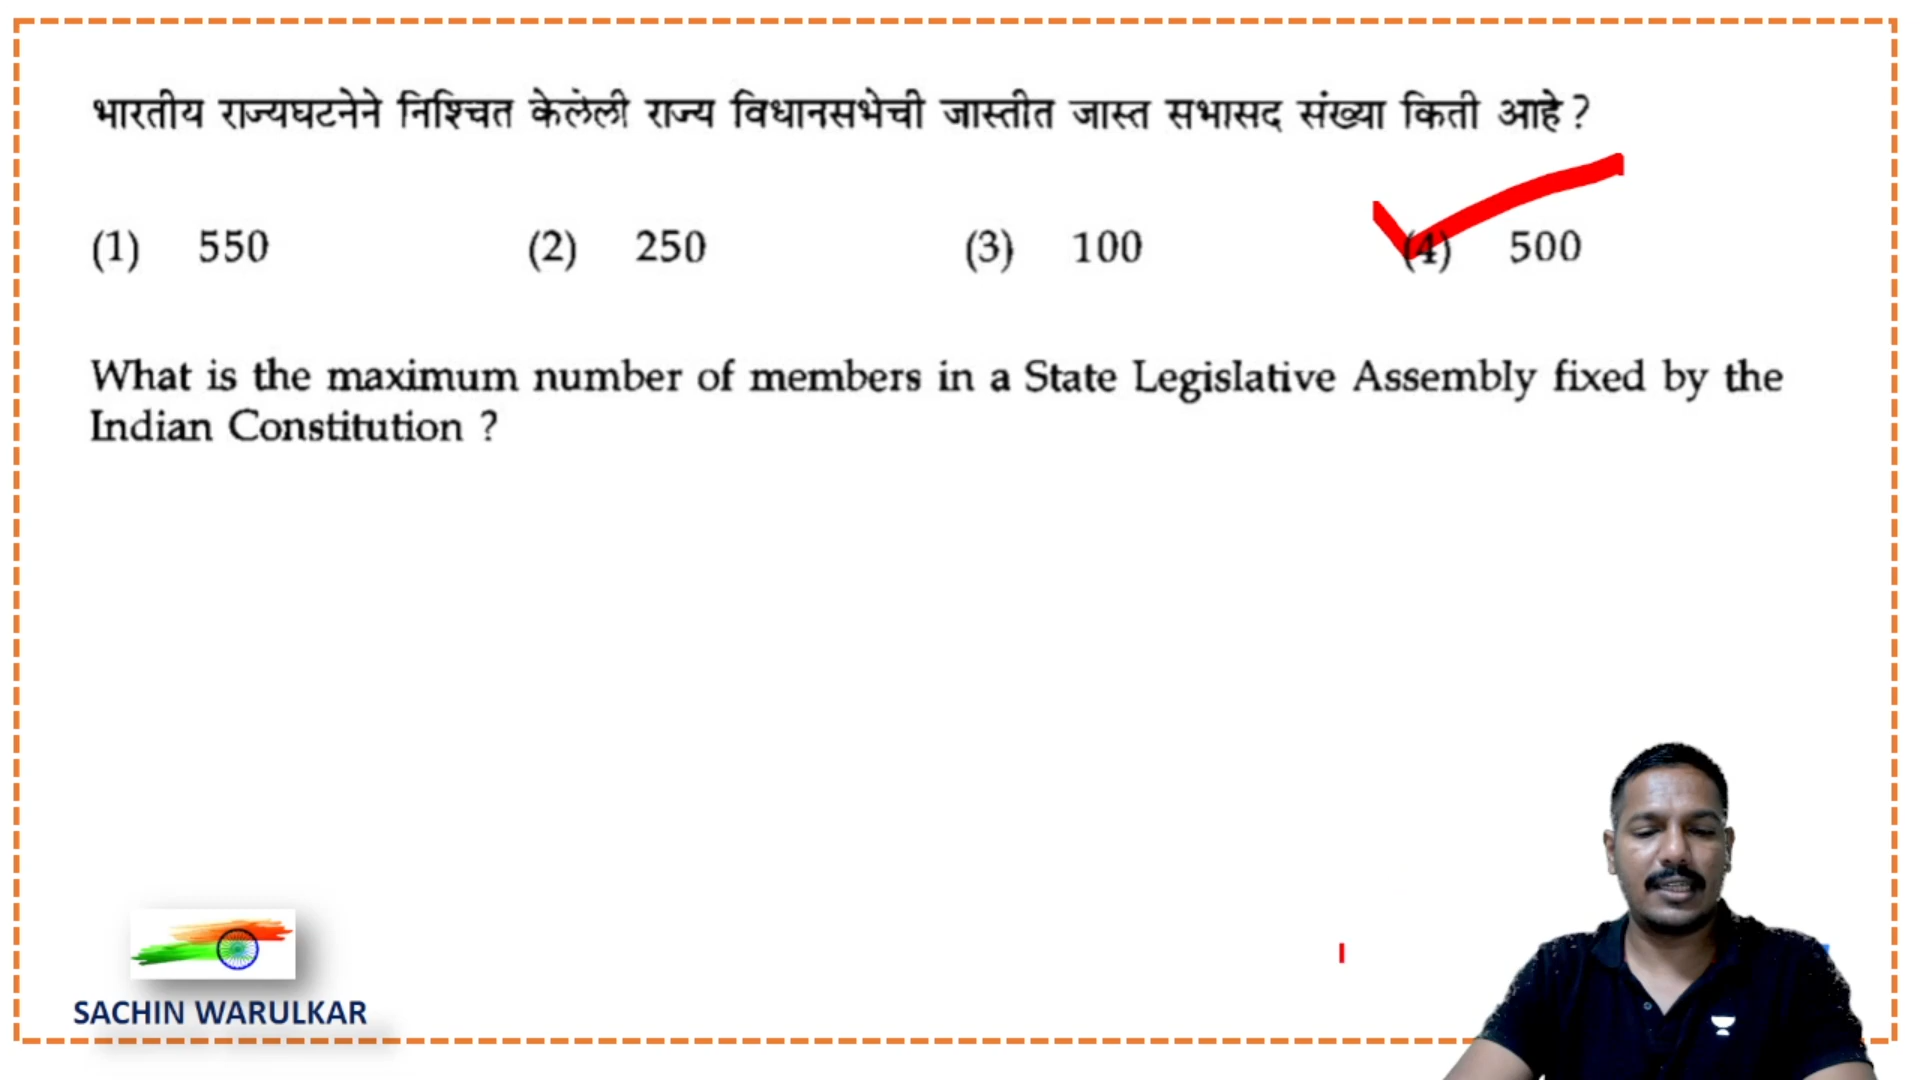 भारतीय राज्यघटनेने निश्चित केलेली राज्य विधानसभेची जास्तीत जास्त सभासद संख्या किती आहे ?
(1) 550 (2) 250 (3) 100 (4) 500
What is the maximum number of members in a State Legislative Assembly fixed by the
Indian Constitution ?
SACHIN WARULKAR